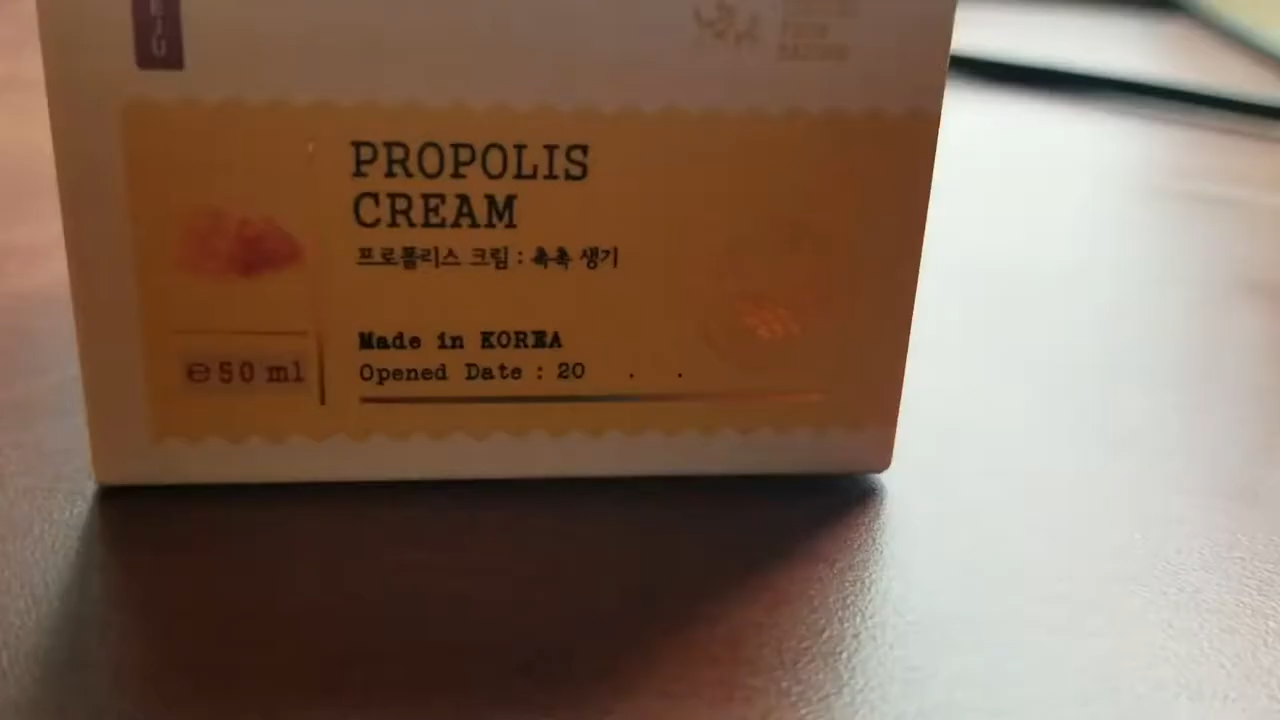 PROPOLIS
CREAM
프로폴리스 크림 : 촉촉 생기
Made in KOREA
Opened Date : 20 . .
℮50 ml